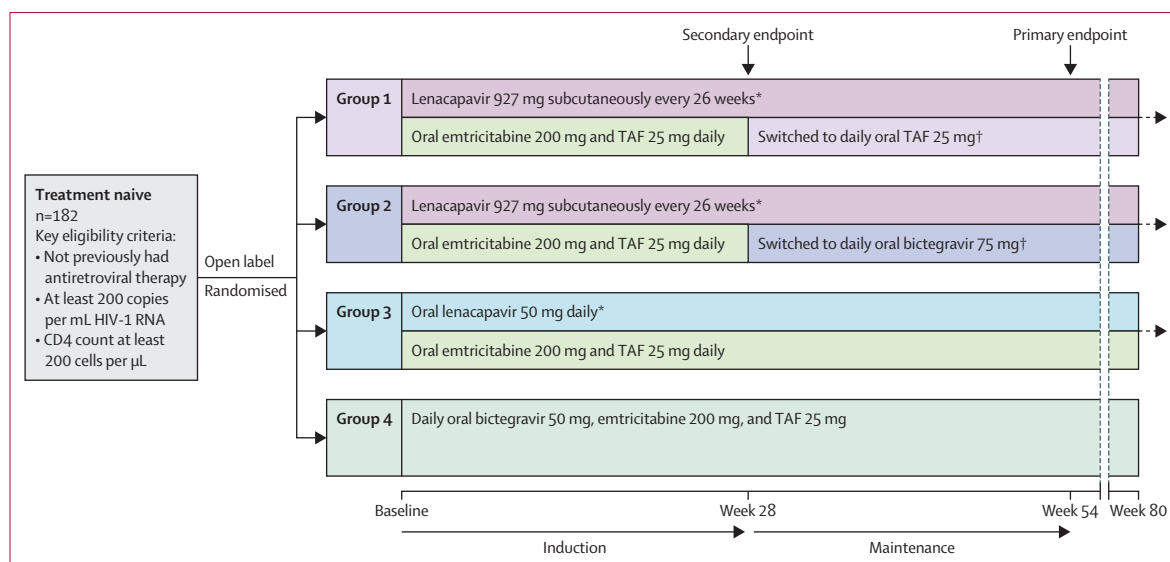 Secondary endpoint
Primary endpoint
Group 1
Lenacapavir 927 mg subcutaneously every 26 weeks*
Oral emtricitabine 200 mg and TAF 25 mg daily
Switched to daily oral TAF 25 mg†
Treatment naive
n=182
Key eligibility criteria:
• Not previously had
antiretroviral therapy
• At least 200 copies
per mL HIV-1 RNA
• CD4 count at least
200 cells per µL
Open label
Randomised
Group 2
Lenacapavir 927 mg subcutaneously every 26 weeks*
Oral emtricitabine 200 mg and TAF 25 mg daily
Switched to daily oral bictegravir 75 mg†
Group 3
Oral lenacapavir 50 mg daily*
Oral emtricitabine 200 mg and TAF 25 mg daily
Group 4
Daily oral bictegravir 50 mg, emtricitabine 200 mg, and TAF 25 mg
Baseline
Week 28
Week 54
Week 80
Induction
Maintenance